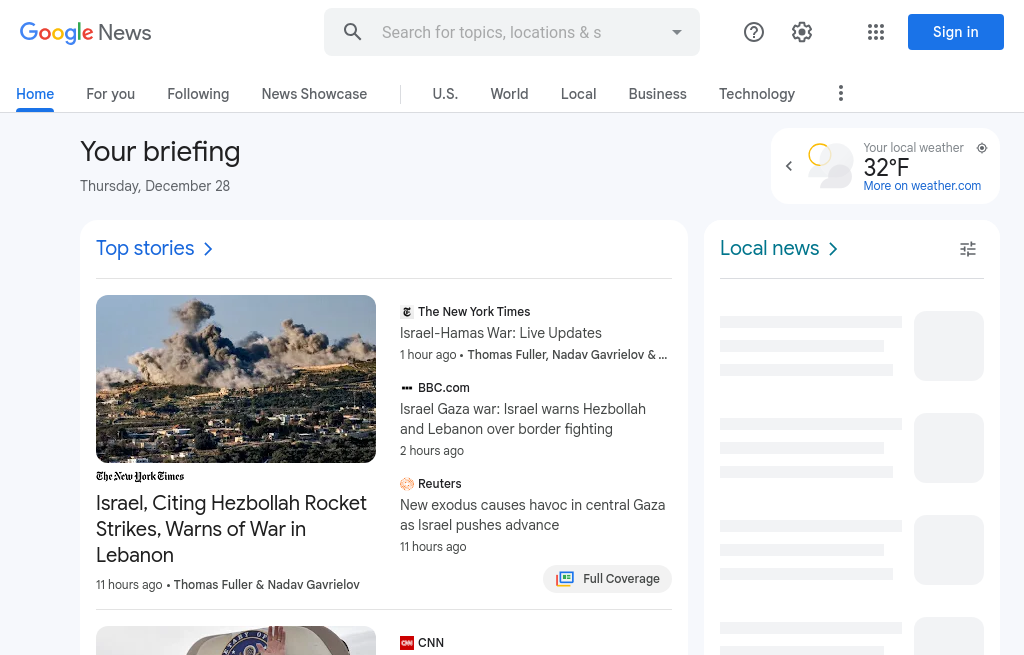 Google News
Search for topics, locations & s
Sign in
Home
For you
Following
News Showcase
U.S.
World
Local
Business
Technology
Your briefing
Thursday, December 28
Your local weather
32°F
More on weather.com
Top stories
The New York Times
Israel, Citing Hezbollah Rocket
Strikes, Warns of War in
Lebanon
11 hours ago • Thomas Fuller & Nadav Gavrielov
The New York Times
Israel-Hamas War: Live Updates
1 hour ago • Thomas Fuller, Nadav Gavrielov & ...
BBC.com
Israel Gaza war: Israel warns Hezbollah
and Lebanon over border fighting
2 hours ago
Reuters
New exodus causes havoc in central Gaza
as Israel pushes advance
11 hours ago
Full Coverage
CNN
CNN
Local news